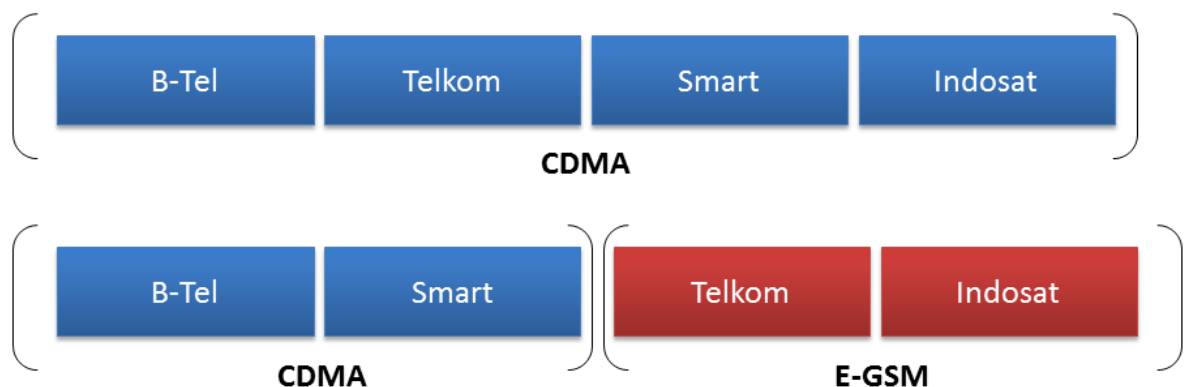 B-Tel Telkom Smart Indosat
CDMA
B-Tel Smart Telkom Indosat
CDMA E-GSM